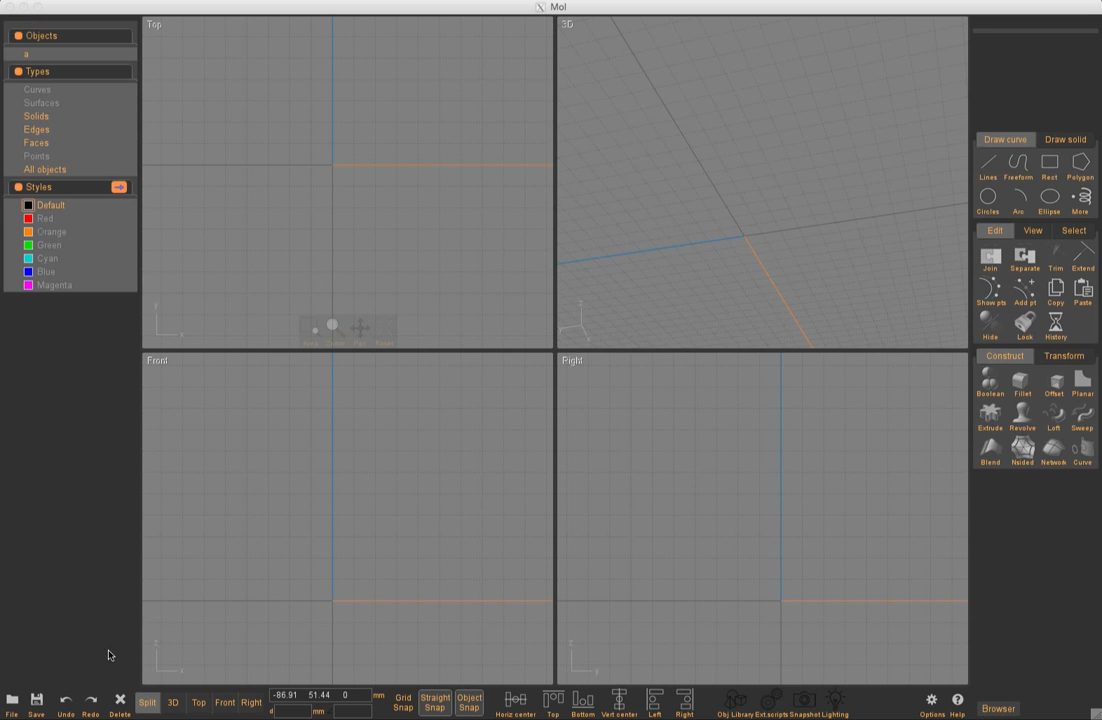 MoI
Objects
a
Types
Curves
Surfaces
Solids
Edges
Faces
Points
All objects
Styles
Default
Red
Orange
Green
Cyan
Blue
Magenta
Top
3D
Front
Right
Draw curve Draw solid
Lines Freeform Rect Polygon
Circles Arc Ellipse More
Edit View Select
Join Separate Trim Extend
Show pts Add pt Copy Paste
Hide Lock History
Construct Transform
Boolean Fillet Offset Planar
Extrude Revolve Loft Sweep
Blend Nsided Network Curve
File Save Undo Redo Delete
Split 3D Top Front Right
-86.91 51.44 0 mm
d mm
Grid Snap
Straight Snap
Object Snap
Horiz center Top Bottom Vert center Left Right
Obj Library Ext.scripts Snapshot Lighting
Options Help
Browser